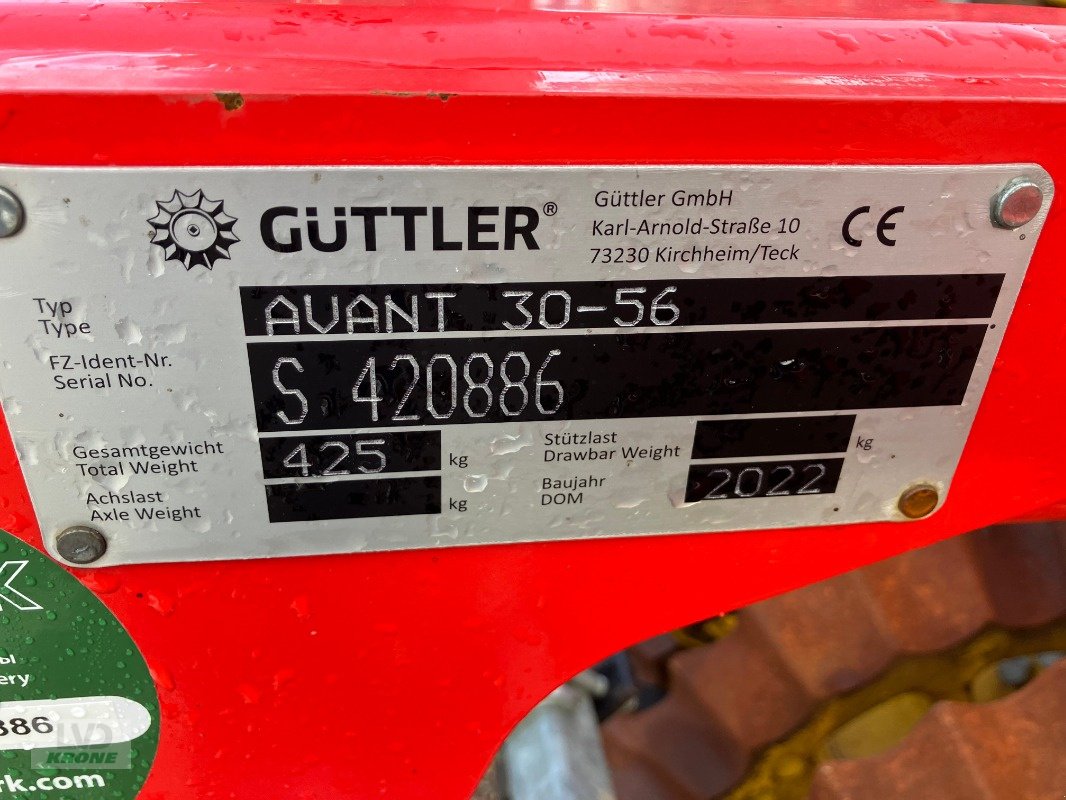 GÜTTLER®
Güttler GmbH
Karl-Arnold-Straße 10
73230 Kirchheim/Teck
CE
Typ
Type
AVANT 30-56
FZ-Ident-Nr.
Serial No.
S 420886
Gesamtgewicht
Total Weight
425 kg
Stützlast
Drawbar Weight
kg
Achslast
Axle Weight
kg
Baujahr
DOM
2022
LVD
KRONE